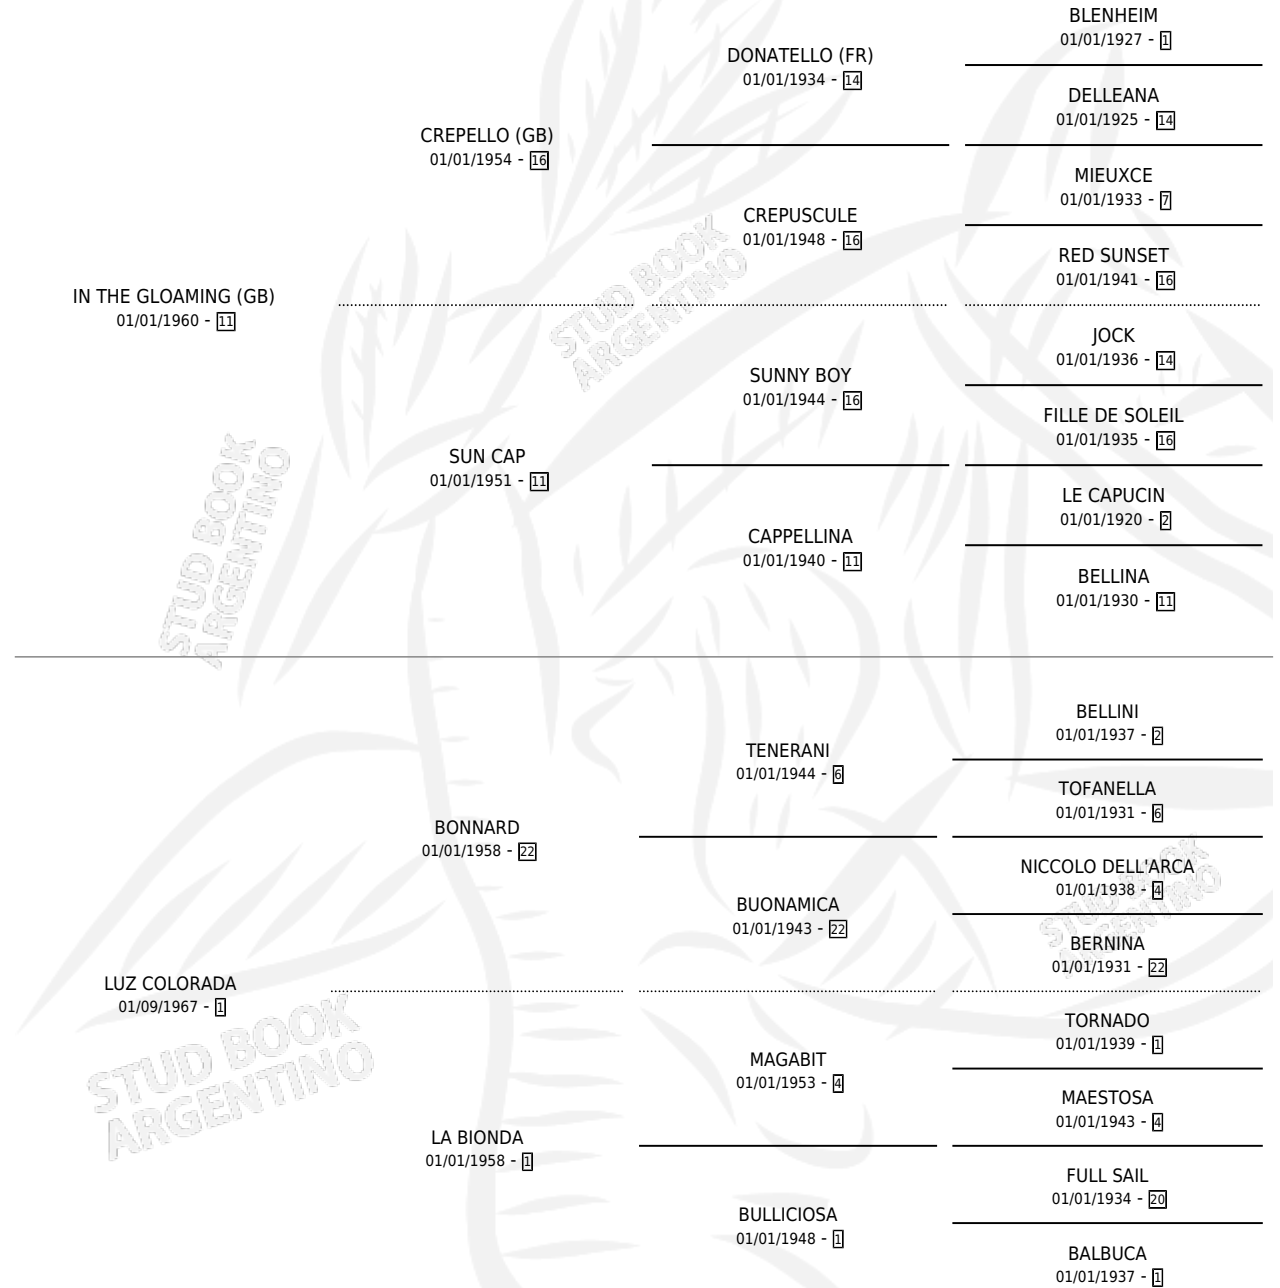 BLENHEIM
01/01/1927 - 1
DONATELLO (FR)
01/01/1934 - 14
DELLEANA
01/01/1925 - 14
CREPELLO (GB)
01/01/1954 - 16
MIEUXCE
01/01/1933 - 7
CREPUSCULE
01/01/1948 - 16
RED SUNSET
01/01/1941 - 16
IN THE GLOAMING (GB)
01/01/1960 - 11
STUD BOOK
ARGENTINO
JOCK
01/01/1936 - 14
SUNNY BOY
01/01/1944 - 16
FILLE DE SOLEIL
01/01/1935 - 16
SUN CAP
01/01/1951 - 11
LE CAPUCIN
01/01/1920 - 2
CAPPELLINA
01/01/1940 - 11
BELLINA
01/01/1930 - 11
STUD BOOK
ARGENTINO
BELLINI
01/01/1937 - 2
TENERANI
01/01/1944 - 6
TOFANELLA
01/01/1931 - 6
BONNARD
01/01/1958 - 22
NICCOLO DELL'ARCA
01/01/1938 - 4
BUONAMICA
01/01/1943 - 22
BERNINA
01/01/1931 - 22
STUD BOOK
ARGENTINO
LUZ COLORADA
01/09/1967 - 1
STUD BOOK
ARGENTINO
TORNADO
01/01/1939 - 1
MAGABIT
01/01/1953 - 4
MAESTOSA
01/01/1943 - 4
LA BIONDA
01/01/1958 - 1
FULL SAIL
01/01/1934 - 20
BULLICIOSA
01/01/1948 - 1
BALBUCA
01/01/1937 - 1